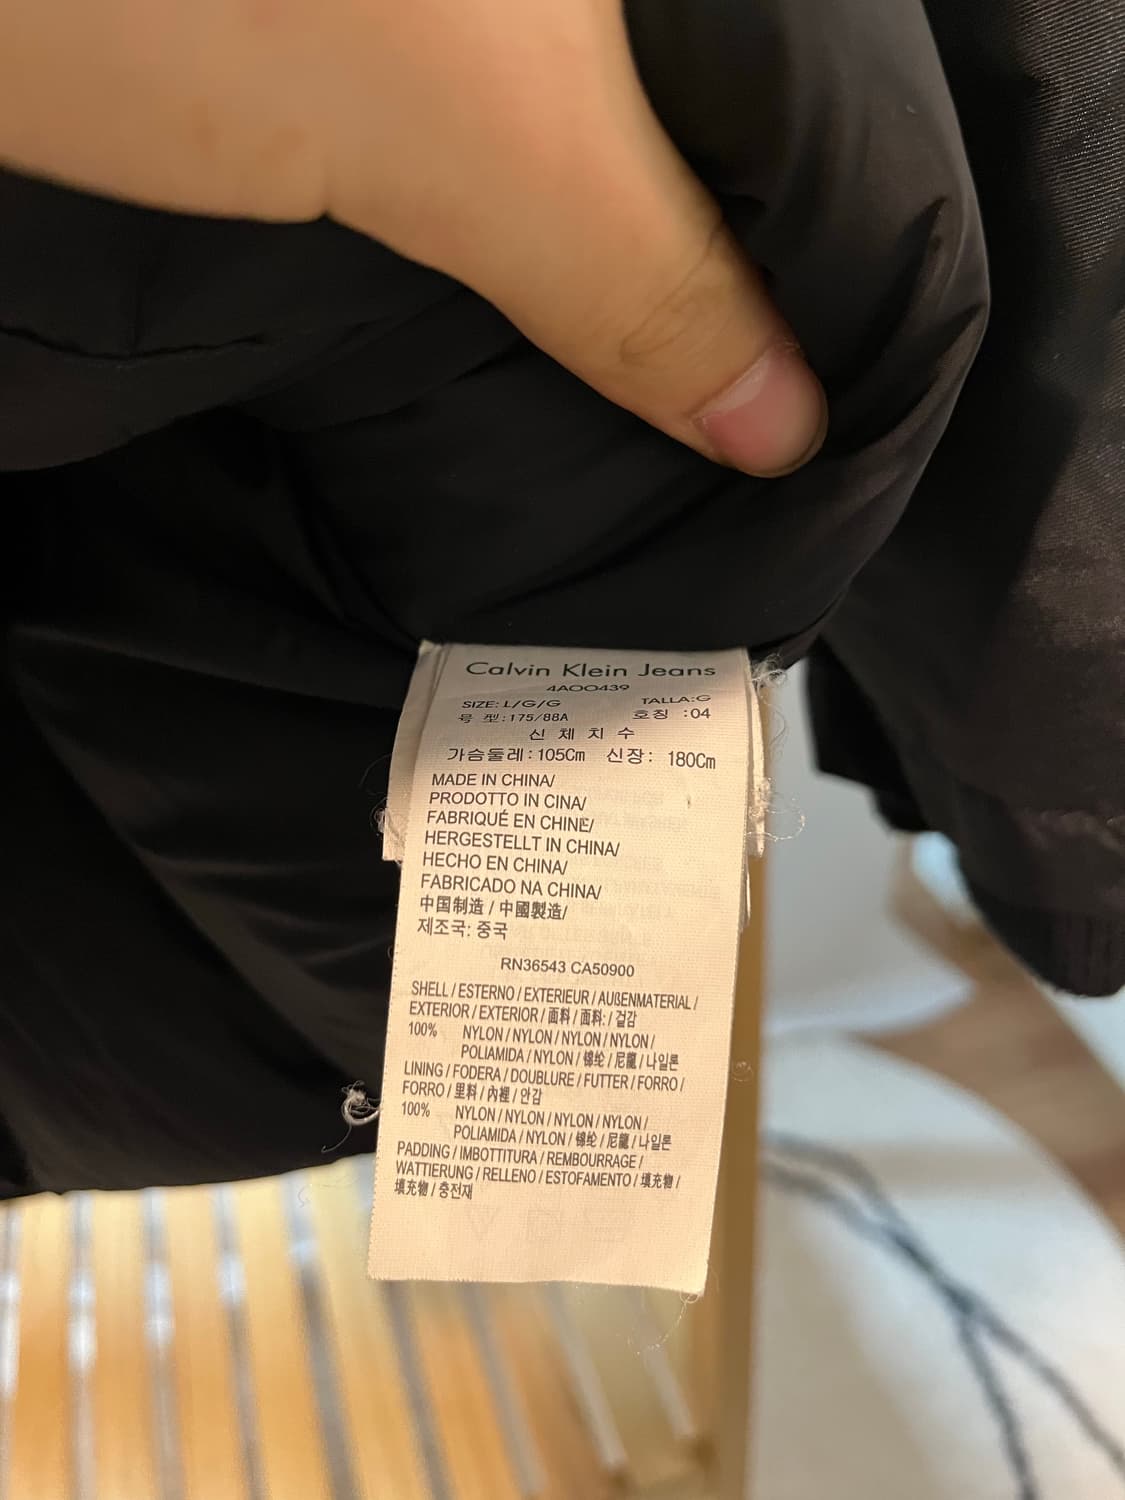 Calvin Klein Jeans
4AOO439
SIZE: L/G/G TALLA:G
号 型:175/88A 호칭 :04
신 체 치 수
가슴둘레:105Cm 신장: 180Cm
MADE IN CHINA/
PRODOTTO IN CINA/
FABRIQUÉ EN CHINE/
HERGESTELLT IN CHINA/
HECHO EN CHINA/
FABRICADO NA CHINA/
中国制造 / 中國製造/
제조국: 중국
RN36543 CA50900
SHELL / ESTERNO / EXTERIEUR / AUßENMATERIAL /
EXTERIOR / EXTERIOR / 面料 / 面料: / 겉감
100% NYLON / NYLON / NYLON / NYLON /
POLIAMIDA / NYLON / 锦纶 / 尼龍 / 나일론
LINING / FODERA / DOUBLURE / FUTTER / FORRO /
FORRO / 里料 / 內裡 / 안감
100% NYLON / NYLON / NYLON / NYLON /
POLIAMIDA / NYLON / 锦纶 / 尼龍 / 나일론
PADDING / IMBOTTITURA / REMBOURRAGE /
WATTIERUNG / RELLENO / ESTOFAMENTO / 填充物 /
填充物 / 충전재